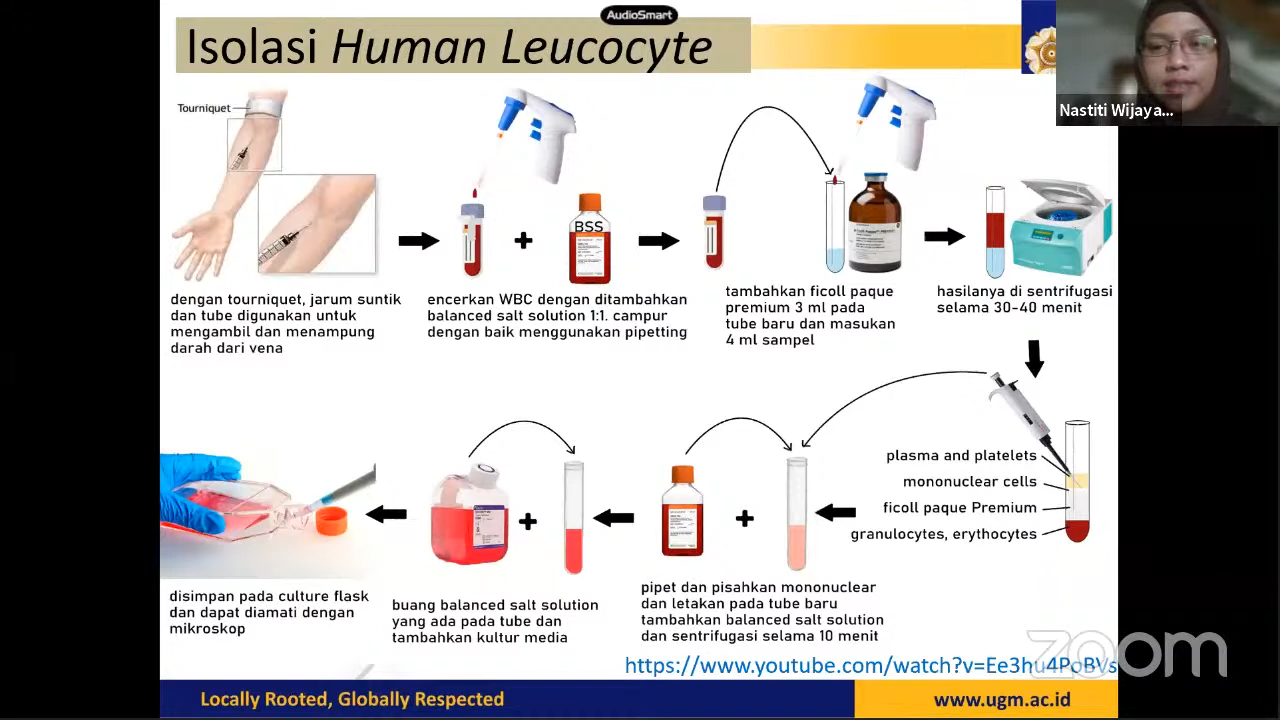 AudioSmart
Isolasi Human Leucocyte
Nastiti Wijaya...
Tourniquet
BSS
dengan tourniquet, jarum suntik
dan tube digunakan untuk
mengambil dan menampung
darah dari vena
encerkan WBC dengan ditambahkan
balanced salt solution 1:1. campur
dengan baik menggunakan pipetting
tambahkan ficoll paque
premium 3 ml pada
tube baru dan masukan
4 ml sampel
hasilanya di sentrifugasi
selama 30-40 menit
plasma and platelets
mononuclear cells
ficoll paque Premium
granulocytes, erythocytes
pipet dan pisahkan mononuclear
dan letakan pada tube baru
tambahkan balanced salt solution
dan sentrifugasi selama 10 menit
buang balanced salt solution
yang ada pada tube dan
tambahkan kultur media
disimpan pada culture flask
dan dapat diamati dengan
mikroskop
https://www.youtube.com/watch?v=Ee3hu4PoBVs
zoom
Locally Rooted, Globally Respected
www.ugm.ac.id